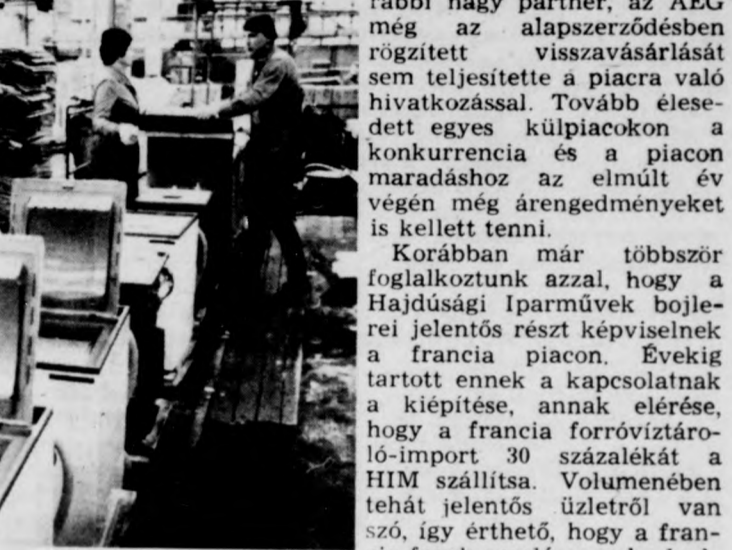 rábbi nagy partner, az AEG
még az alapszerződésben
rögzített visszavásárlását
sem teljesítette a piacra való
hivatkozással. Tovább élese-
dett egyes külpiacokon a
konkurrencia és a piacon
maradáshoz az elmúlt év
végén még árengedményeket
is kellett tenni.
Korábban már többször
foglalkoztunk azzal, hogy a
Hajdúsági Iparművek bojle-
rei jelentős részt képviselnek
a francia piacon. Évekig
tartott ennek a kapcsolatnak
a kiépítése, annak elérése,
hogy a francia forróvíztáro-
ló-import 30 százalékát a
HIM szállítsa. Volumenében
tehát jelentős üzletről van
szó, így érthető, hogy a fran-